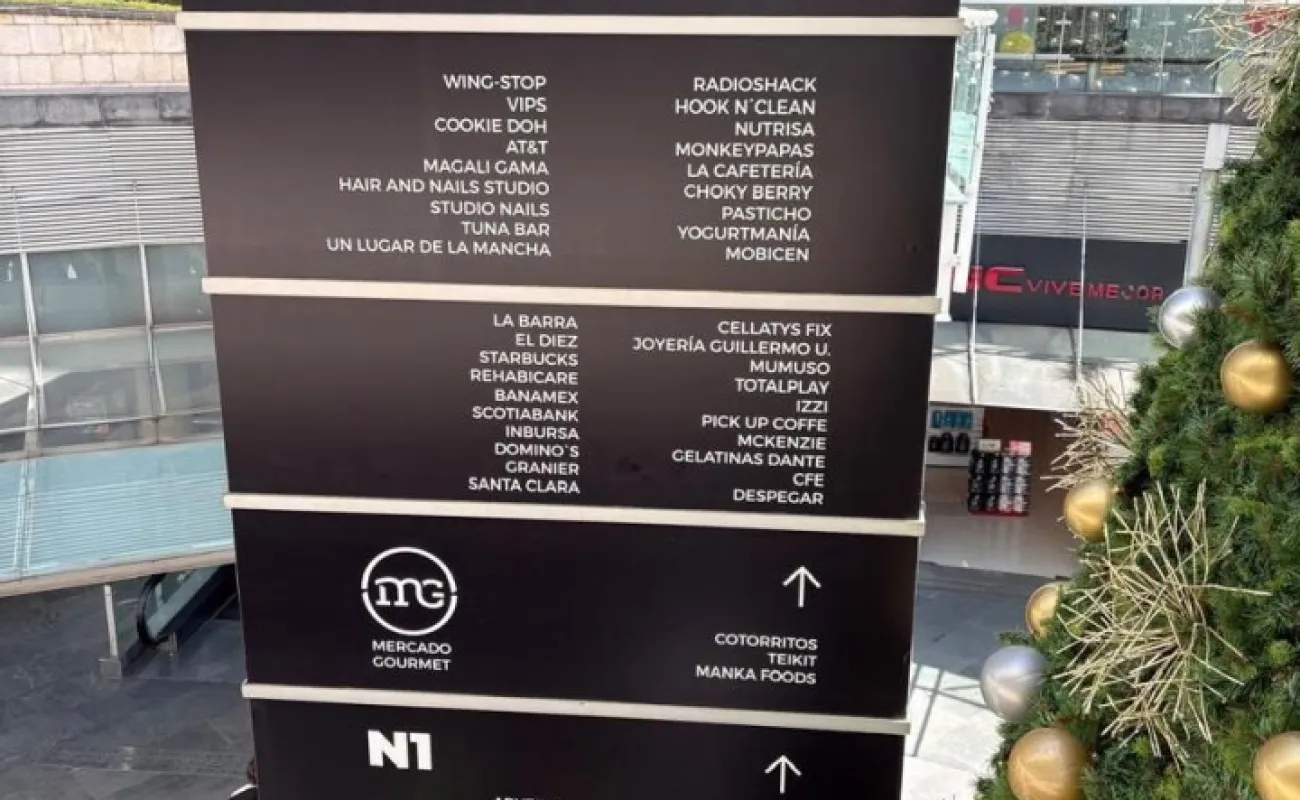 WING-STOP
VIPS
COOKIE DOH
AT&T
MAGALI GAMA
HAIR AND NAILS STUDIO
STUDIO NAILS
TUNA BAR
UN LUGAR DE LA MANCHA
RADIOSHACK
HOOK N´CLEAN
NUTRISA
MONKEYPAPAS
LA CAFETERÍA
CHOKY BERRY
PASTICHO
YOGURTMANÍA
MOBICEN
VIVE MEJOR
LA BARRA
EL DIEZ
STARBUCKS
REHABICARE
BANAMEX
SCOTIABANK
INBURSA
DOMINO´S
GRANIER
SANTA CLARA
CELLATYS FIX
JOYERÍA GUILLERMO U.
MUMUSO
TOTALPLAY
IZZI
PICK UP COFFE
MCKENZIE
GELATINAS DANTE
CFE
DESPEGAR
mG
MERCADO
GOURMET
COTORRITOS
TEIKIT
MANKA FOODS
N1